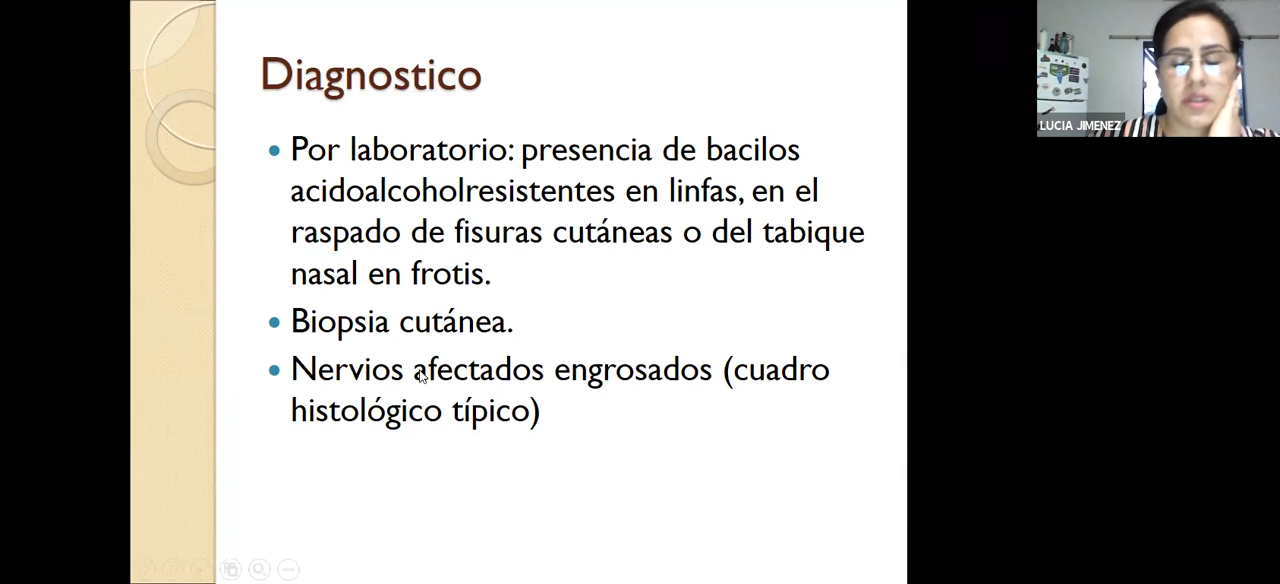 Diagnostico
• Por laboratorio: presencia de bacilos
acidoalcoholresistentes en linfas, en el
raspado de fisuras cutáneas o del tabique
nasal en frotis.
• Biopsia cutánea.
• Nervios afectados engrosados (cuadro
histológico típico)
LUCIA JIMENEZ